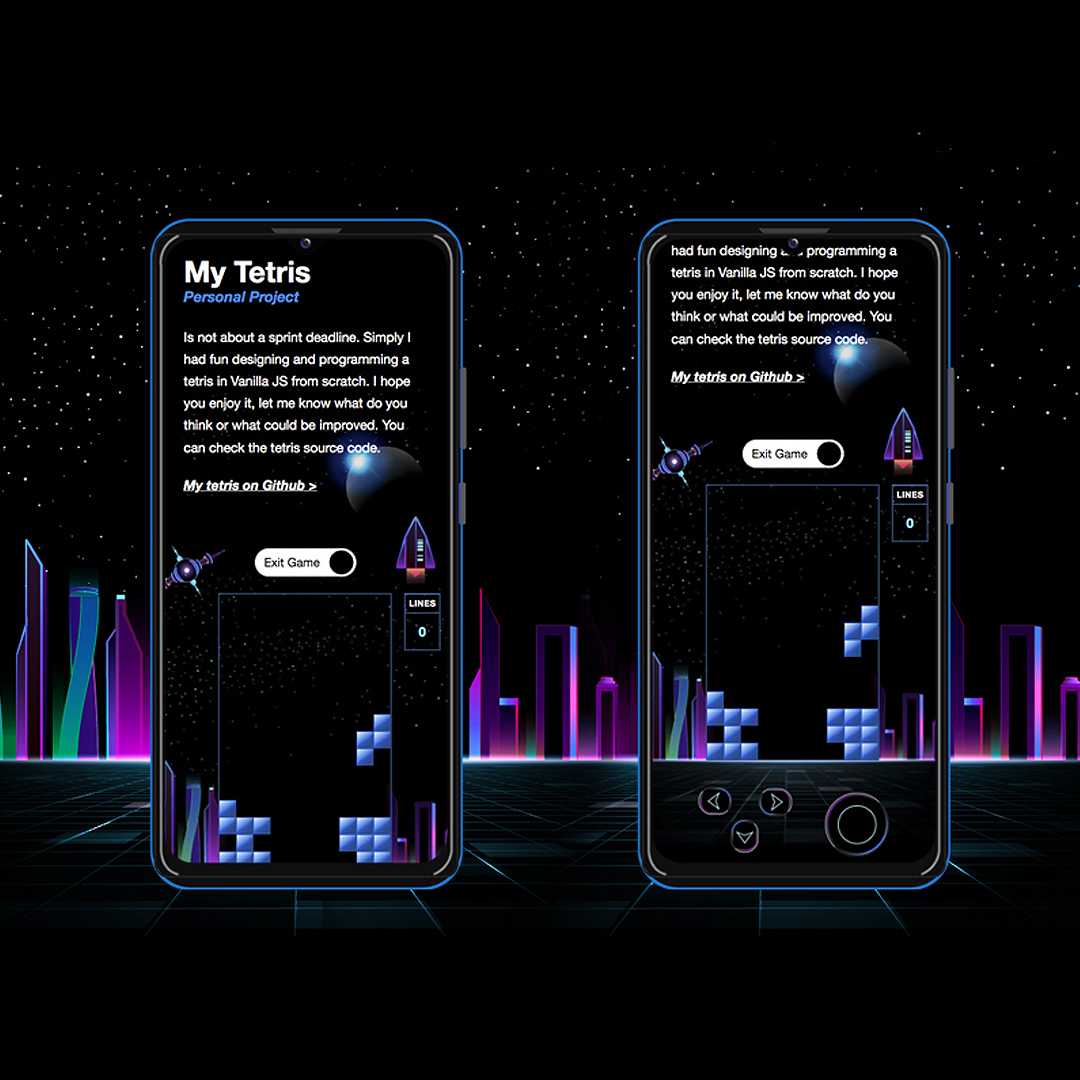 My Tetris
Personal Project
Is not about a sprint deadline. Simply I
had fun designing and programming a
tetris in Vanilla JS from scratch. I hope
you enjoy it, let me know what do you
think or what could be improved. You
can check the tetris source code.
My tetris on Github >
Exit Game
LINES
0
had fun designing programming a
tetris in Vanilla JS from scratch. I hope
you enjoy it, let me know what do you
think or what could be improved. You
can check the tetris source code.
My tetris on Github >
Exit Game
LINES
0